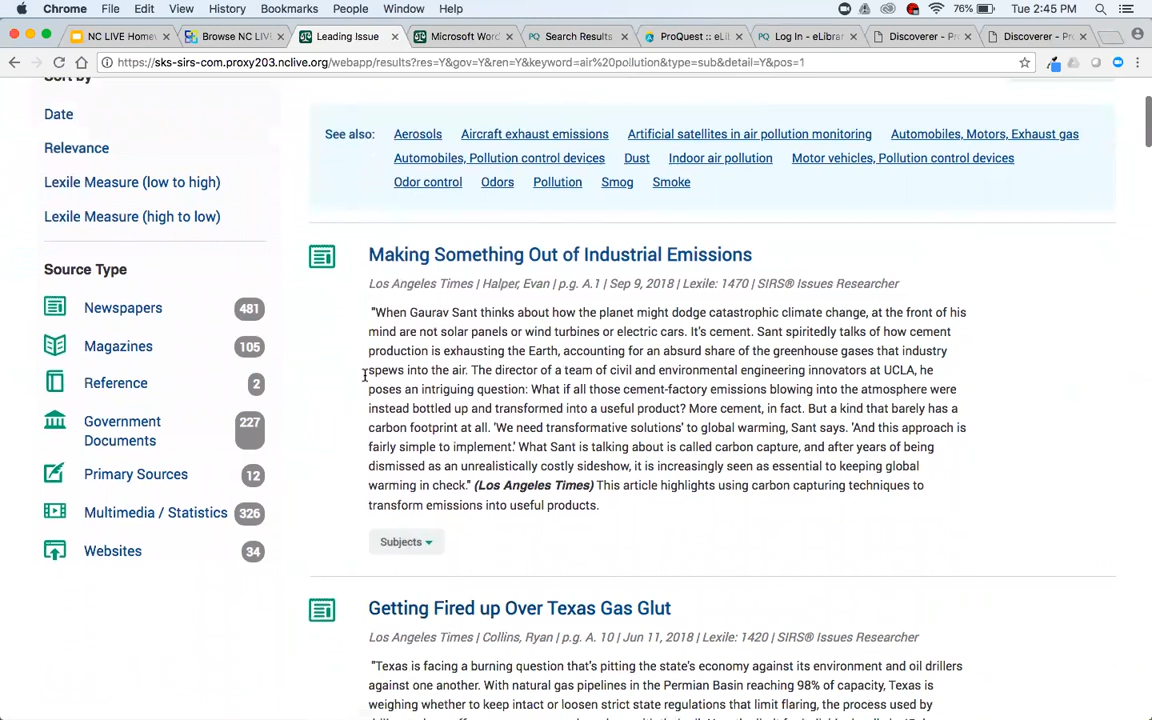 Chrome File Edit View History Bookmarks People Window Help 76% Tue 2:45 PM
NC LIVE Home Browse NC LIV Leading Issue Microsoft Word PQ Search Results ProQuest :: eLib PQ Log In - eLibrar Discoverer - Pro Discoverer - Pro
https://sks-sirs-com.proxy203.nclive.org/webapp/results?res=Y&gov=Y&ren=Y&keyword=air%20pollution&type=sub&detail=Y&pos=1
Sort by
Date
Relevance
Lexile Measure (low to high)
Lexile Measure (high to low)
Source Type
Newspapers 481
Magazines 105
Reference 2
Government 227
Documents
Primary Sources 12
Multimedia / Statistics 326
Websites 34
See also: Aerosols Aircraft exhaust emissions Artificial satellites in air pollution monitoring Automobiles, Motors, Exhaust gas
Automobiles, Pollution control devices Dust Indoor air pollution Motor vehicles, Pollution control devices
Odor control Odors Pollution Smog Smoke
Making Something Out of Industrial Emissions
Los Angeles Times | Halper, Evan | p.g. A.1 | Sep 9, 2018 | Lexile: 1470 | SIRS® Issues Researcher
"When Gaurav Sant thinks about how the planet might dodge catastrophic climate change, at the front of his
mind are not solar panels or wind turbines or electric cars. It's cement. Sant spiritedly talks of how cement
production is exhausting the Earth, accounting for an absurd share of the greenhouse gases that industry
spews into the air. The director of a team of civil and environmental engineering innovators at UCLA, he
poses an intriguing question: What if all those cement-factory emissions blowing into the atmosphere were
instead bottled up and transformed into a useful product? More cement, in fact. But a kind that barely has a
carbon footprint at all. 'We need transformative solutions' to global warming, Sant says. 'And this approach is
fairly simple to implement.' What Sant is talking about is called carbon capture, and after years of being
dismissed as an unrealistically costly sideshow, it is increasingly seen as essential to keeping global
warming in check." (Los Angeles Times) This article highlights using carbon capturing techniques to
transform emissions into useful products.
Subjects
Getting Fired up Over Texas Gas Glut
Los Angeles Times | Collins, Ryan | p.g. A. 10 | Jun 11, 2018 | Lexile: 1420 | SIRS® Issues Researcher
"Texas is facing a burning question that's pitting the state's economy against its environment and oil drillers
against one another. With natural gas pipelines in the Permian Basin reaching 98% of capacity, Texas is
weighing whether to keep intact or loosen strict state regulations that limit flaring, the process used by